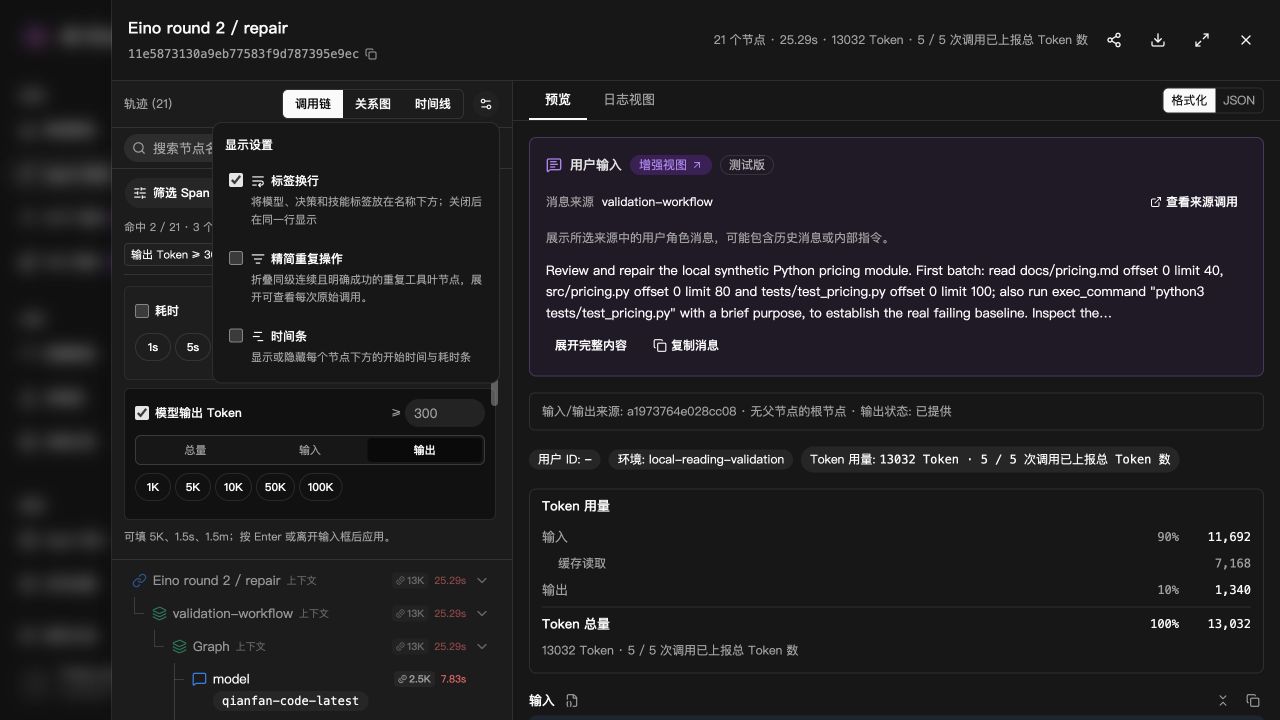 Eino round 2 / repair
11e5873130a9eb77583f9d787395e9ec
21 个节点 · 25.29s · 13032 Token · 5 / 5 次调用已上报总 Token 数
轨迹 (21)
调用链
关系图
时间线
搜索节点名
筛选 Span
命中 2 / 21 · 3 个
输出 Token ≥ 30
耗时
1s
5s
显示设置
标签换行
将模型、决策和技能标签放在名称下方；关闭后
在同一行显示
精简重复操作
折叠同级连续且明确成功的重复工具叶节点，展
开可查看每次原始调用。
时间条
显示或隐藏每个节点下方的开始时间与耗时条
模型输出 Token
≥ 300
总量
输入
输出
1K
5K
10K
50K
100K
可填 5K、1.5s、1.5m；按 Enter 或离开输入框后应用。
Eino round 2 / repair 上下文 13K 25.29s
validation-workflow 上下文 13K 25.29s
Graph 上下文 13K 25.29s
model 2.5K 7.83s
qianfan-code-latest
预览
日志视图
格式化
JSON
用户输入
增强视图
测试版
消息来源 validation-workflow
查看来源调用
展示所选来源中的用户角色消息，可能包含历史消息或内部指令。
Review and repair the local synthetic Python pricing module. First batch: read docs/pricing.md offset 0 limit 40,
src/pricing.py offset 0 limit 80 and tests/test_pricing.py offset 0 limit 100; also run exec_command "python3
tests/test_pricing.py" with a brief purpose, to establish the real failing baseline. Inspect the…
展开完整内容
复制消息
输入/输出来源: a1973764e028cc08 · 无父节点的根节点 · 输出状态: 已提供
用户 ID: –
环境: local-reading-validation
Token 用量: 13032 Token · 5 / 5 次调用已上报总 Token 数
Token 用量
输入 90% 11,692
缓存读取 7,168
输出 10% 1,340
Token 总量 100% 13,032
13032 Token · 5 / 5 次调用已上报总 Token 数
输入